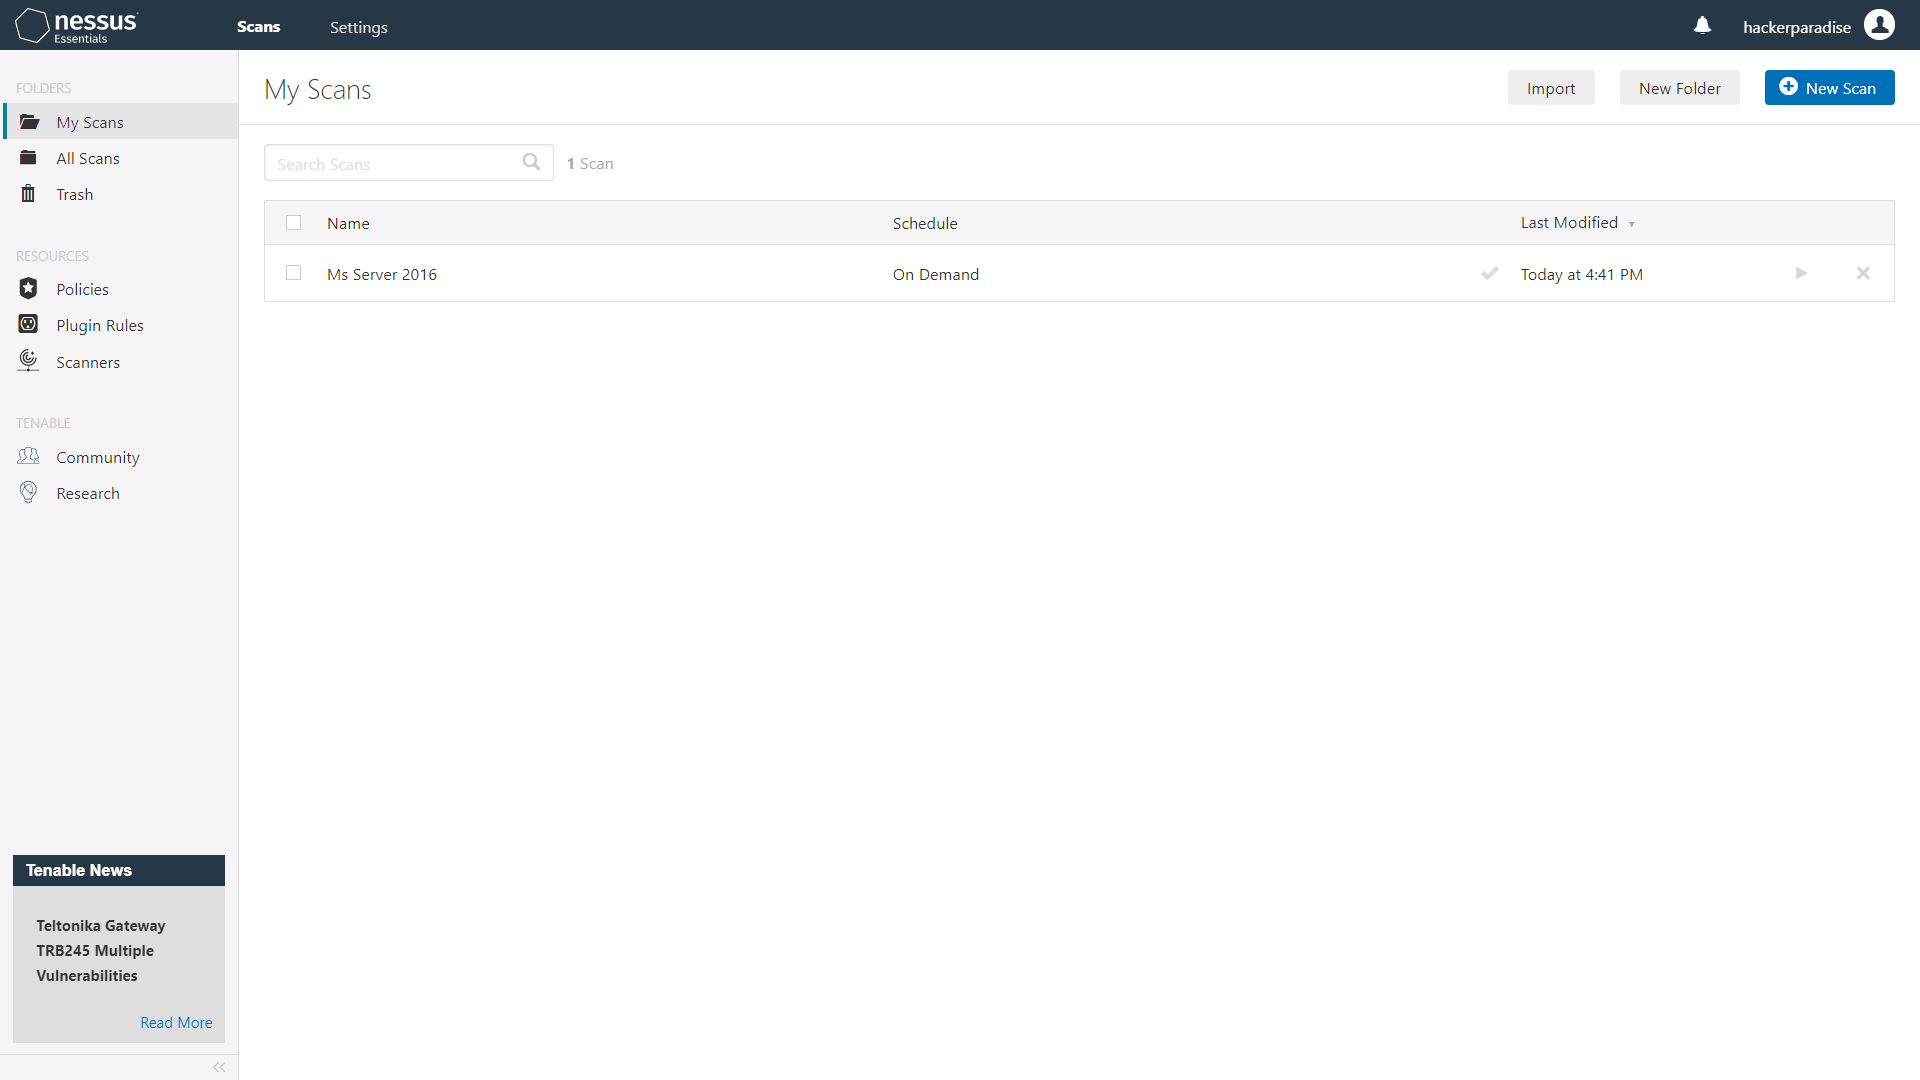 nessus
Essentials
Scans
Settings
hackerparadise
FOLDERS
My Scans
All Scans
Trash
RESOURCES
Policies
Plugin Rules
Scanners
TENABLE
Community
Research
Tenable News
Teltonika Gateway
TRB245 Multiple
Vulnerabilities
Read More
My Scans
Import
New Folder
New Scan
Search Scans
1 Scan
Name Schedule Last Modified
Ms Server 2016 On Demand Today at 4:41 PM